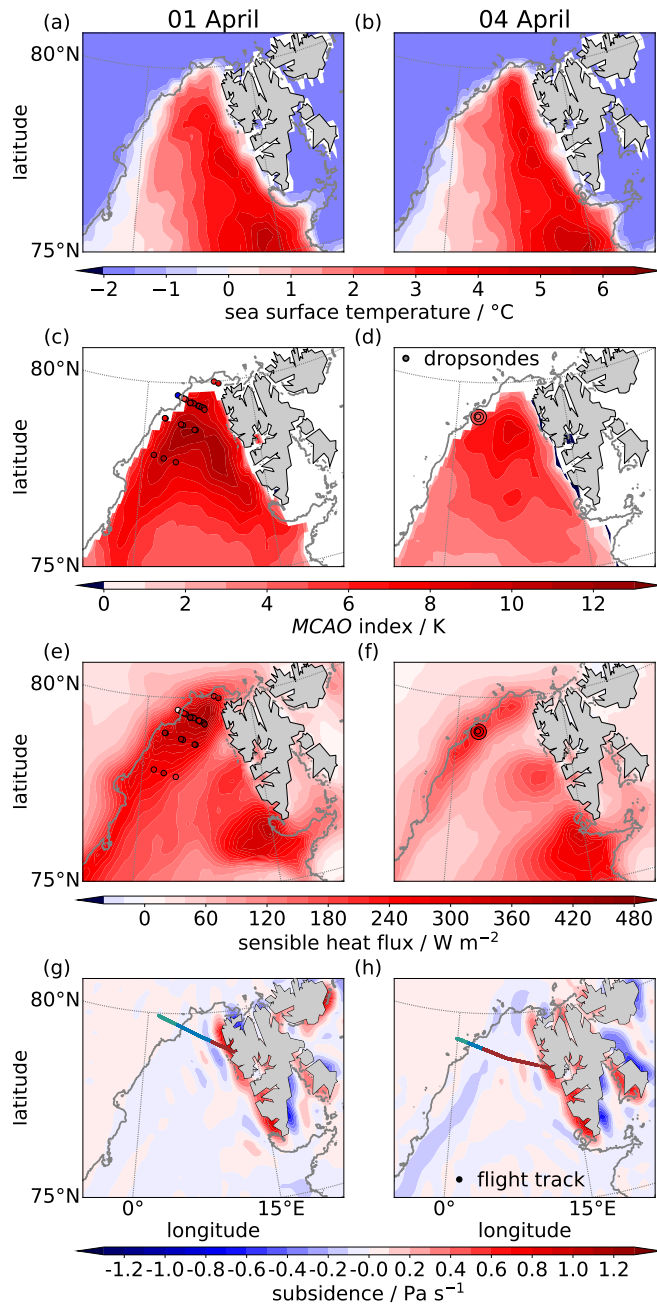 01 April
04 April
(a)
(b)
80°N
latitude
75°N
−2 −1 0 1 2 3 4 5 6
sea surface temperature / °C
(c)
(d)
80°N
dropsondes
latitude
75°N
0 2 4 6 8 10 12
MCAO index / K
(e)
(f)
80°N
latitude
75°N
0 60 120 180 240 300 360 420 480
sensible heat flux / W m⁻²
(g)
(h)
80°N
latitude
flight track
75°N
0° 15°E 0° 15°E
longitude longitude
-1.2 -1.0 -0.8 -0.6 -0.4 -0.2 -0.0 0.2 0.4 0.6 0.8 1.0 1.2
subsidence / Pa s⁻¹